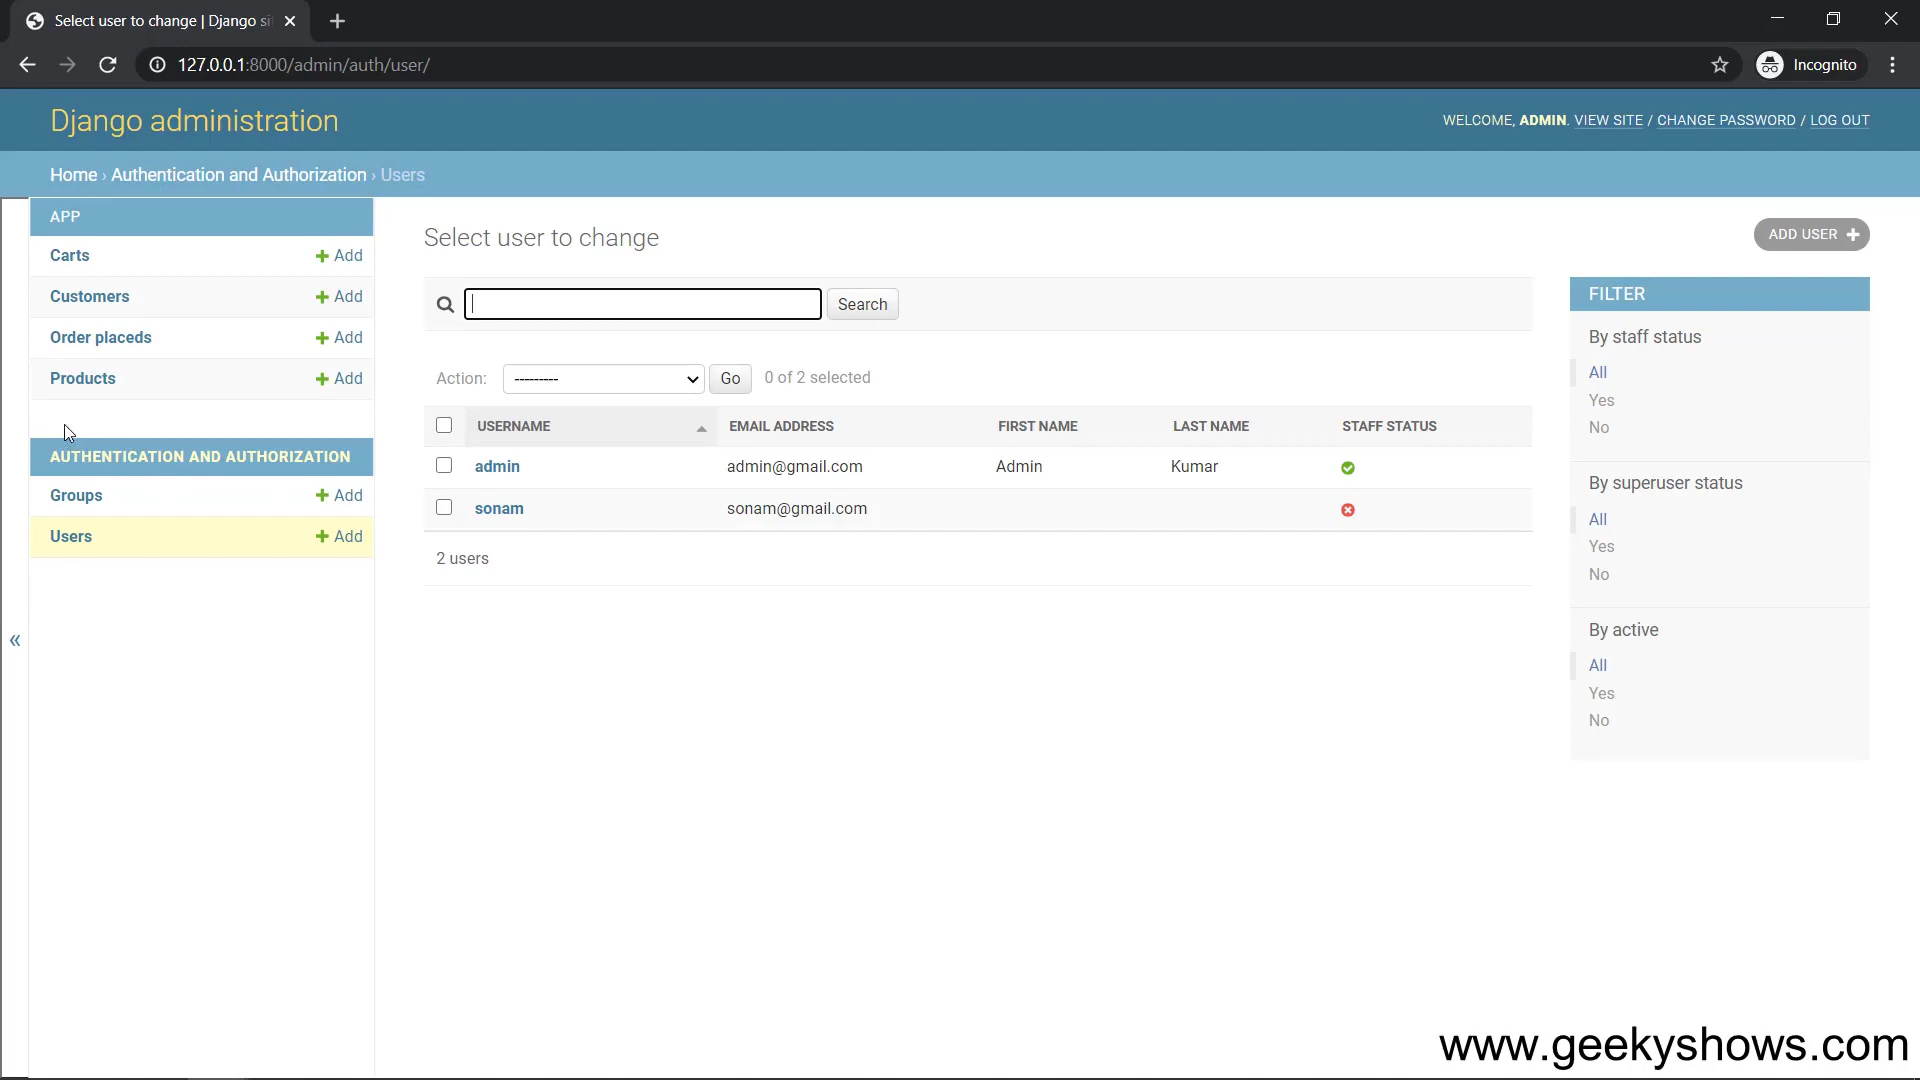 Select user to change | Django si
127.0.0.1:8000/admin/auth/user/
Incognito
Django administration
WELCOME, ADMIN. VIEW SITE / CHANGE PASSWORD / LOG OUT
Home › Authentication and Authorization › Users
APP
Carts + Add
Customers + Add
Order placeds + Add
Products + Add
AUTHENTICATION AND AUTHORIZATION
Groups + Add
Users + Add
«
Select user to change
ADD USER +
Search
Action: --------- Go 0 of 2 selected
USERNAME EMAIL ADDRESS FIRST NAME LAST NAME STAFF STATUS
admin admin@gmail.com Admin Kumar
sonam sonam@gmail.com
2 users
FILTER
By staff status
All
Yes
No
By superuser status
All
Yes
No
By active
All
Yes
No
www.geekyshows.com